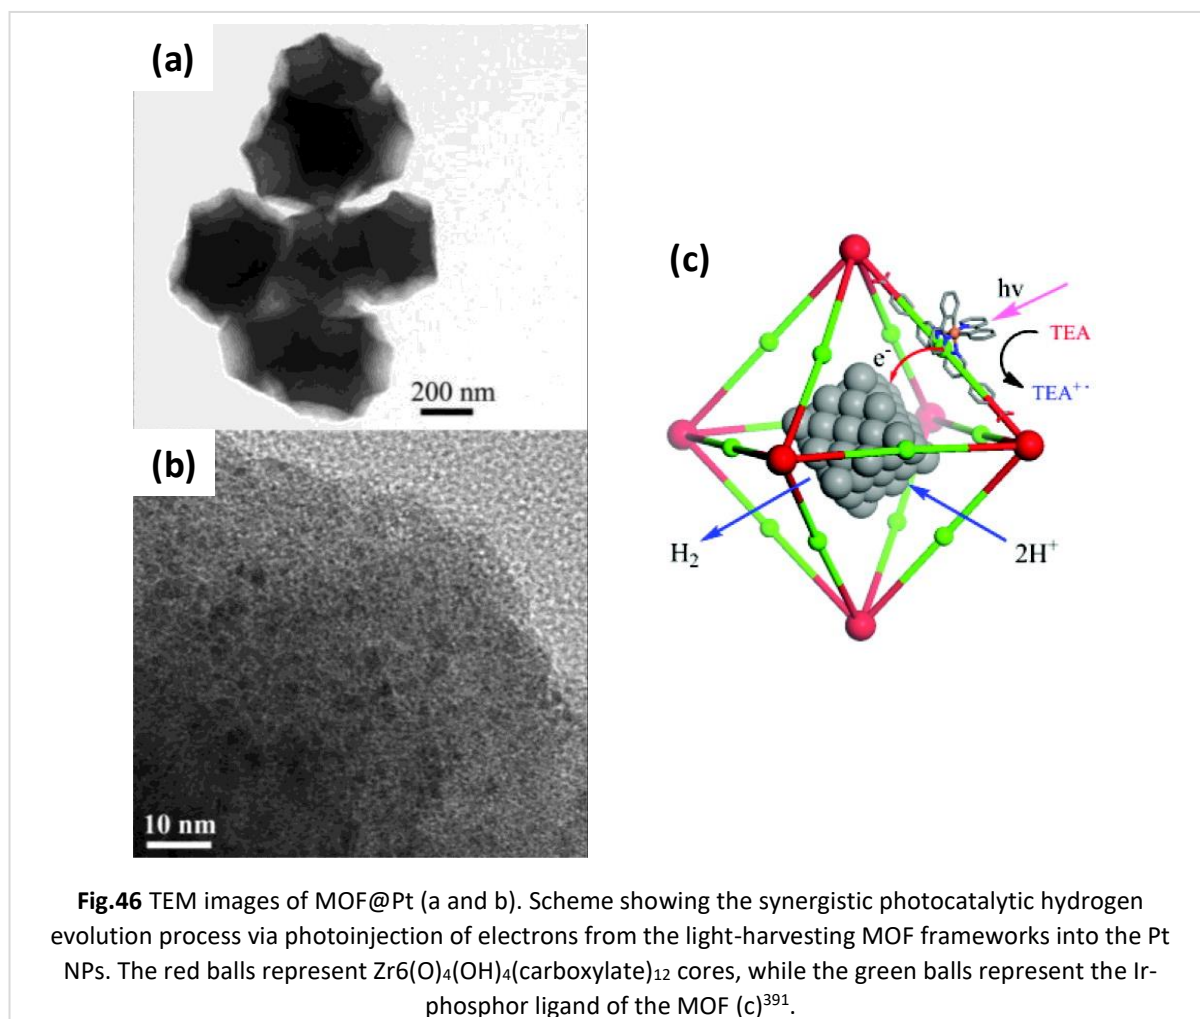 (a)
200 nm
(b)
10 nm
(c)
hν
TEA
e⁻
TEA⁺·
H₂
2H⁺
Fig.46 TEM images of MOF@Pt (a and b). Scheme showing the synergistic photocatalytic hydrogen
evolution process via photoinjection of electrons from the light-harvesting MOF frameworks into the Pt
NPs. The red balls represent Zr6(O)₄(OH)₄(carboxylate)₁₂ cores, while the green balls represent the Ir-
phosphor ligand of the MOF (c)³⁹¹.